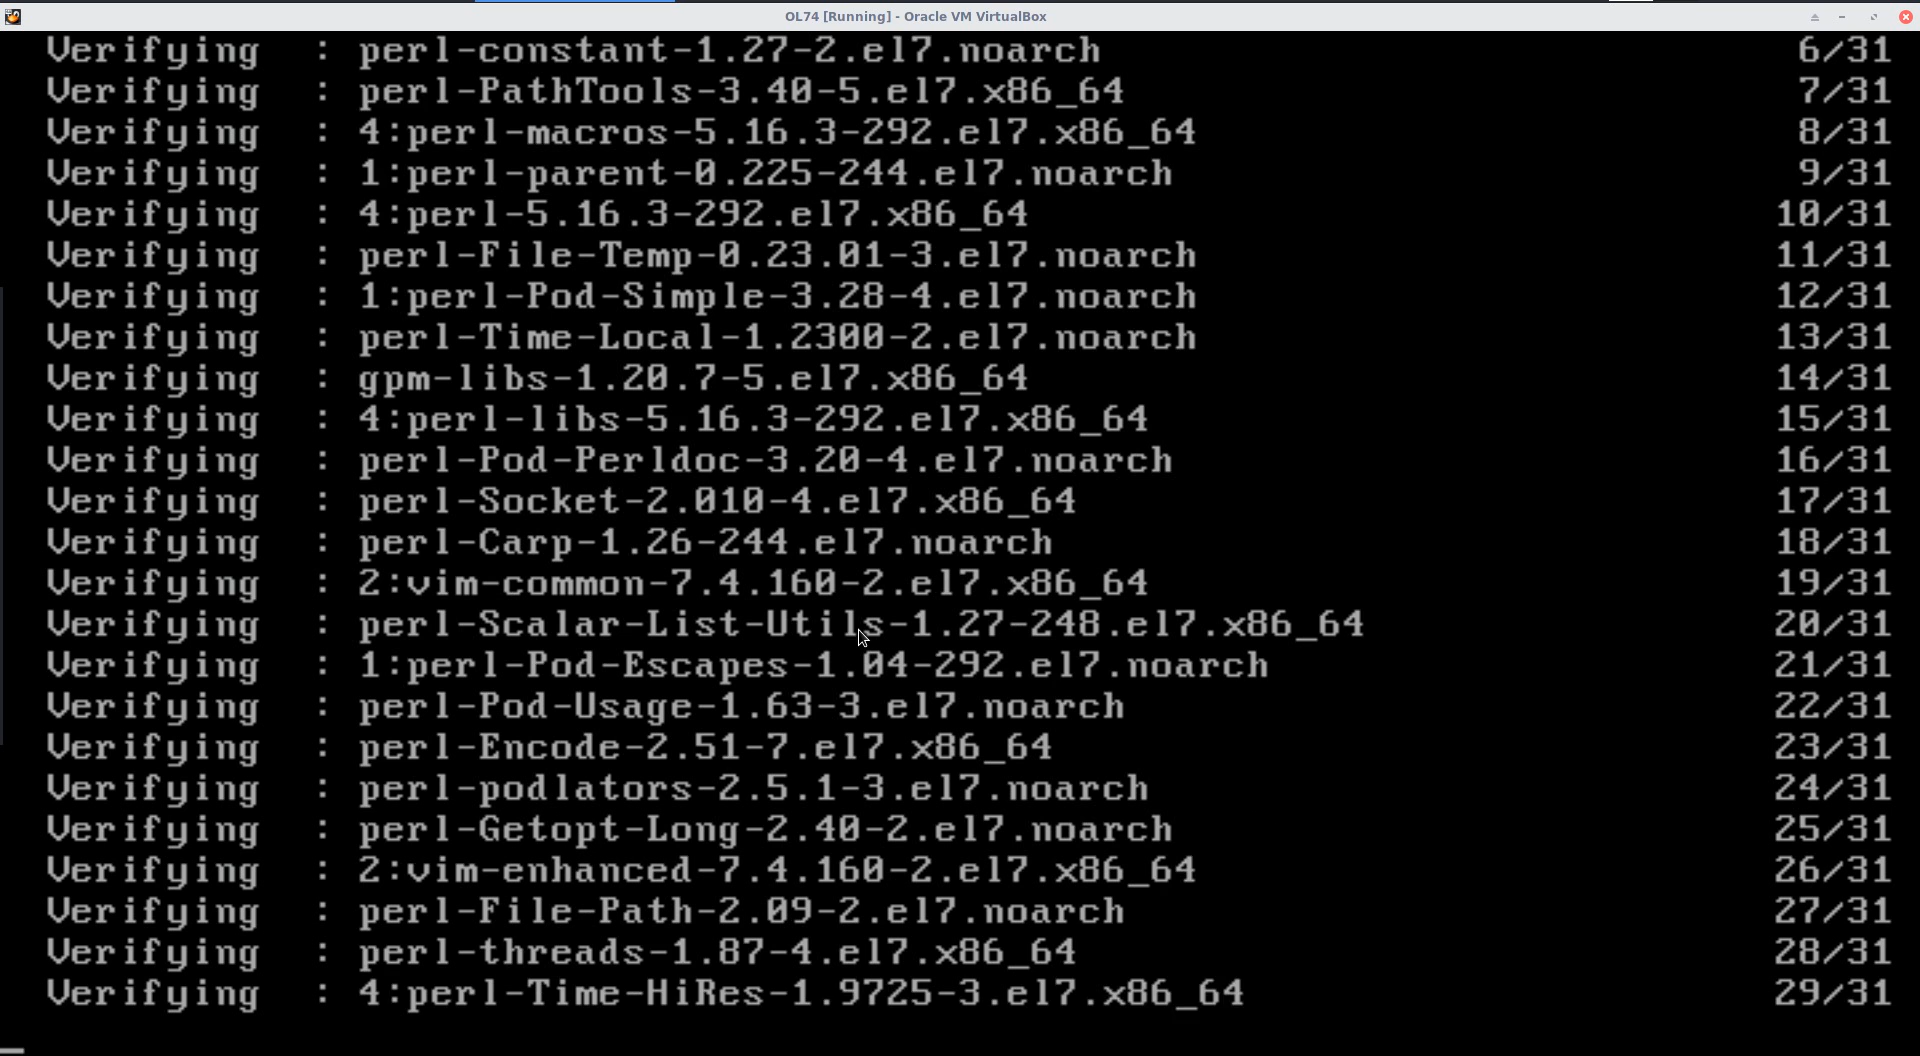 OL74 [Running] - Oracle VM VirtualBox
Verifying : perl-constant-1.27-2.el7.noarch 6/31
Verifying : perl-PathTools-3.40-5.el7.x86_64 7/31
Verifying : 4:perl-macros-5.16.3-292.el7.x86_64 8/31
Verifying : 1:perl-parent-0.225-244.el7.noarch 9/31
Verifying : 4:perl-5.16.3-292.el7.x86_64 10/31
Verifying : perl-File-Temp-0.23.01-3.el7.noarch 11/31
Verifying : 1:perl-Pod-Simple-3.28-4.el7.noarch 12/31
Verifying : perl-Time-Local-1.2300-2.el7.noarch 13/31
Verifying : gpm-libs-1.20.7-5.el7.x86_64 14/31
Verifying : 4:perl-libs-5.16.3-292.el7.x86_64 15/31
Verifying : perl-Pod-Perldoc-3.20-4.el7.noarch 16/31
Verifying : perl-Socket-2.010-4.el7.x86_64 17/31
Verifying : perl-Carp-1.26-244.el7.noarch 18/31
Verifying : 2:vim-common-7.4.160-2.el7.x86_64 19/31
Verifying : perl-Scalar-List-Utils-1.27-248.el7.x86_64 20/31
Verifying : 1:perl-Pod-Escapes-1.04-292.el7.noarch 21/31
Verifying : perl-Pod-Usage-1.63-3.el7.noarch 22/31
Verifying : perl-Encode-2.51-7.el7.x86_64 23/31
Verifying : perl-podlators-2.5.1-3.el7.noarch 24/31
Verifying : perl-Getopt-Long-2.40-2.el7.noarch 25/31
Verifying : 2:vim-enhanced-7.4.160-2.el7.x86_64 26/31
Verifying : perl-File-Path-2.09-2.el7.noarch 27/31
Verifying : perl-threads-1.87-4.el7.x86_64 28/31
Verifying : 4:perl-Time-HiRes-1.9725-3.el7.x86_64 29/31